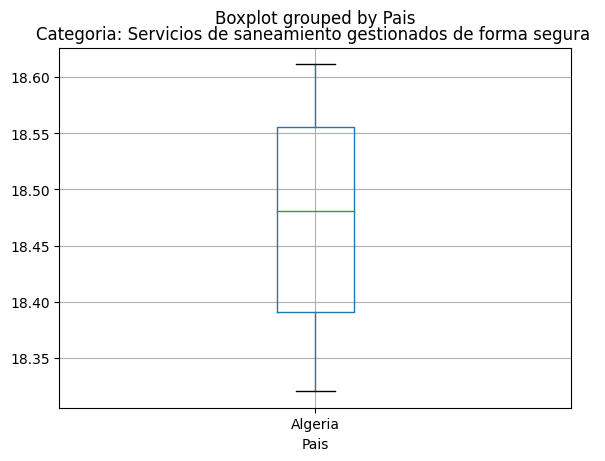 Boxplot grouped by Pais
Categoria: Servicios de saneamiento gestionados de forma segura
18.60
18.55
18.50
18.45
18.40
18.35
Algeria
Pais